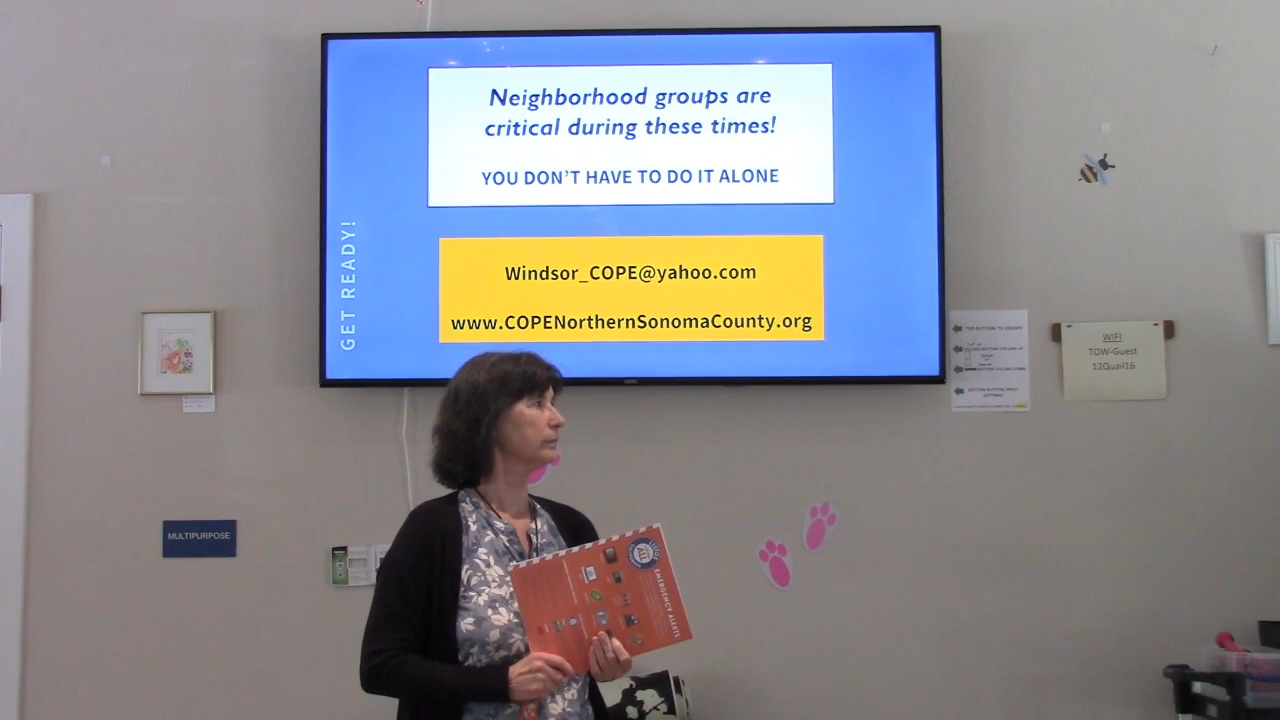 Neighborhood groups are
critical during these times!
YOU DON'T HAVE TO DO IT ALONE
GET READY!
Windsor_COPE@yahoo.com
www.COPENorthernSonomaCounty.org
WIFI
TOW-Guest
12Quail16
MULTIPURPOSE
EMERGENCY ALERTS